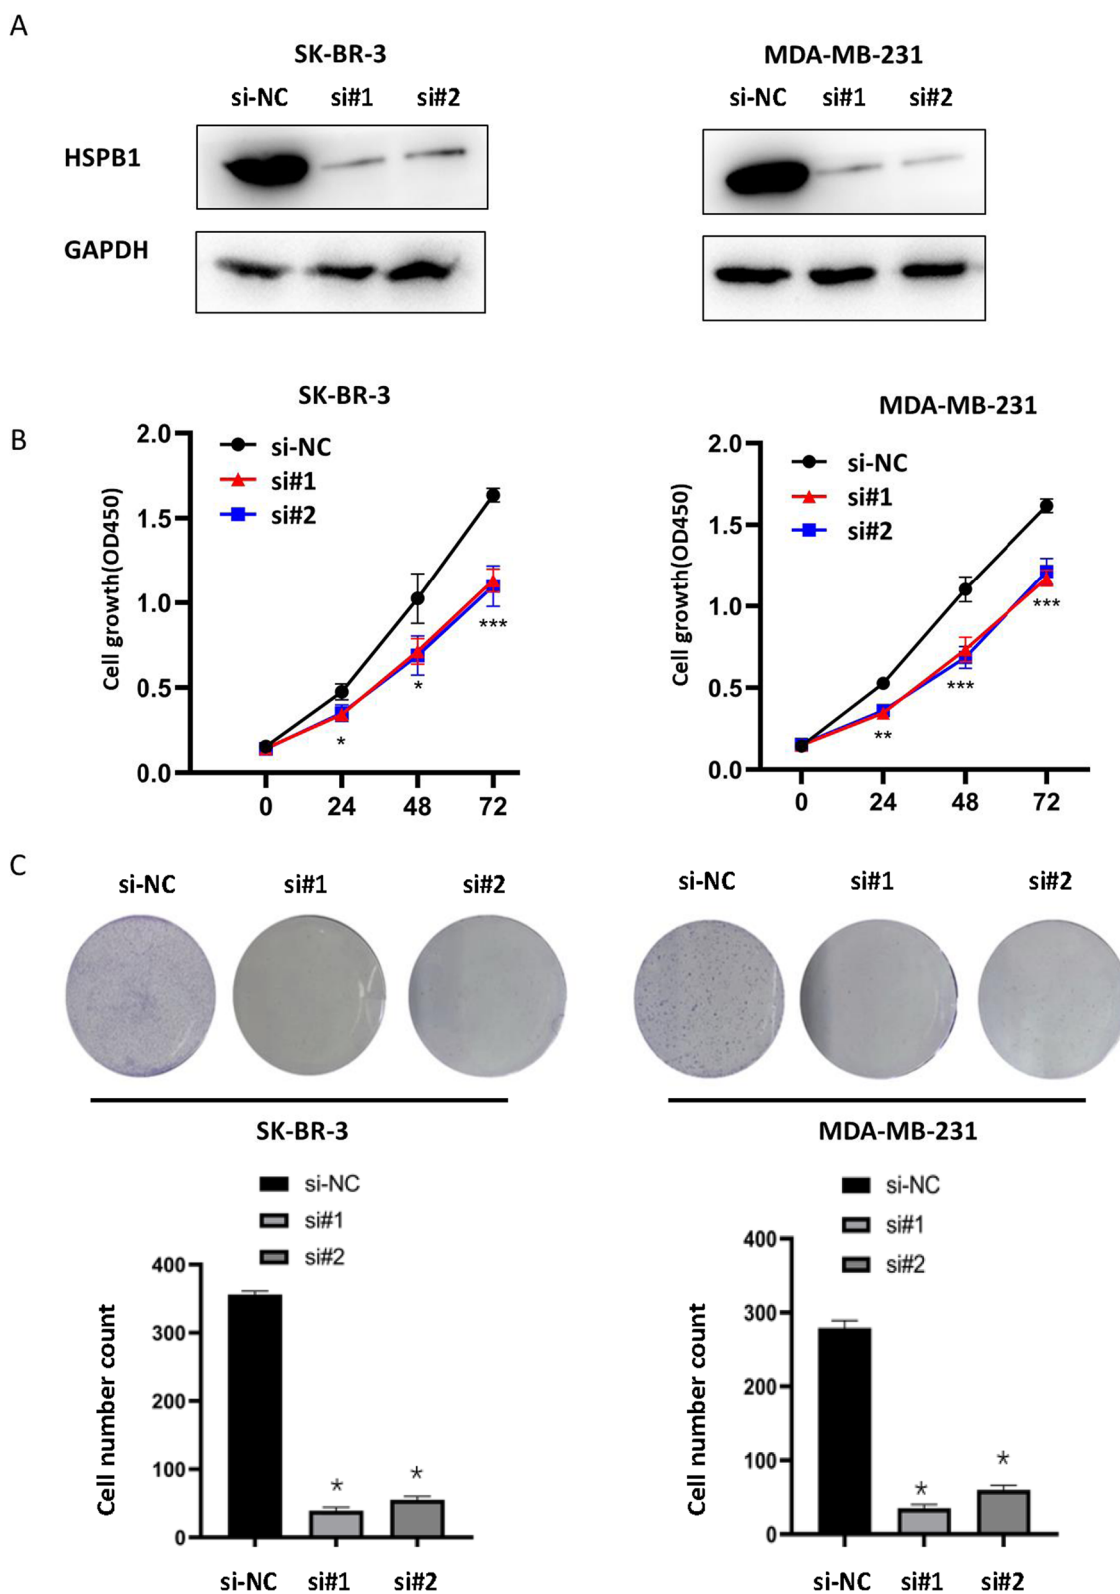 A
SK-BR-3
MDA-MB-231
si-NC si#1 si#2
si-NC si#1 si#2
HSPB1
GAPDH
B
SK-BR-3
MDA-MB-231
Cell growth(OD450)
2.0
1.5
1.0
0.5
0.0
si-NC
si#1
si#2
*
*
***
0 24 48 72
Cell growth(OD450)
2.0
1.5
1.0
0.5
0.0
si-NC
si#1
si#2
**
***
***
0 24 48 72
C
si-NC si#1 si#2
si-NC si#1 si#2
SK-BR-3
MDA-MB-231
si-NC
si#1
si#2
Cell number count
400
300
200
100
0
*
*
si-NC si#1 si#2
si-NC
si#1
si#2
Cell number count
400
300
200
100
0
*
*
si-NC si#1 si#2